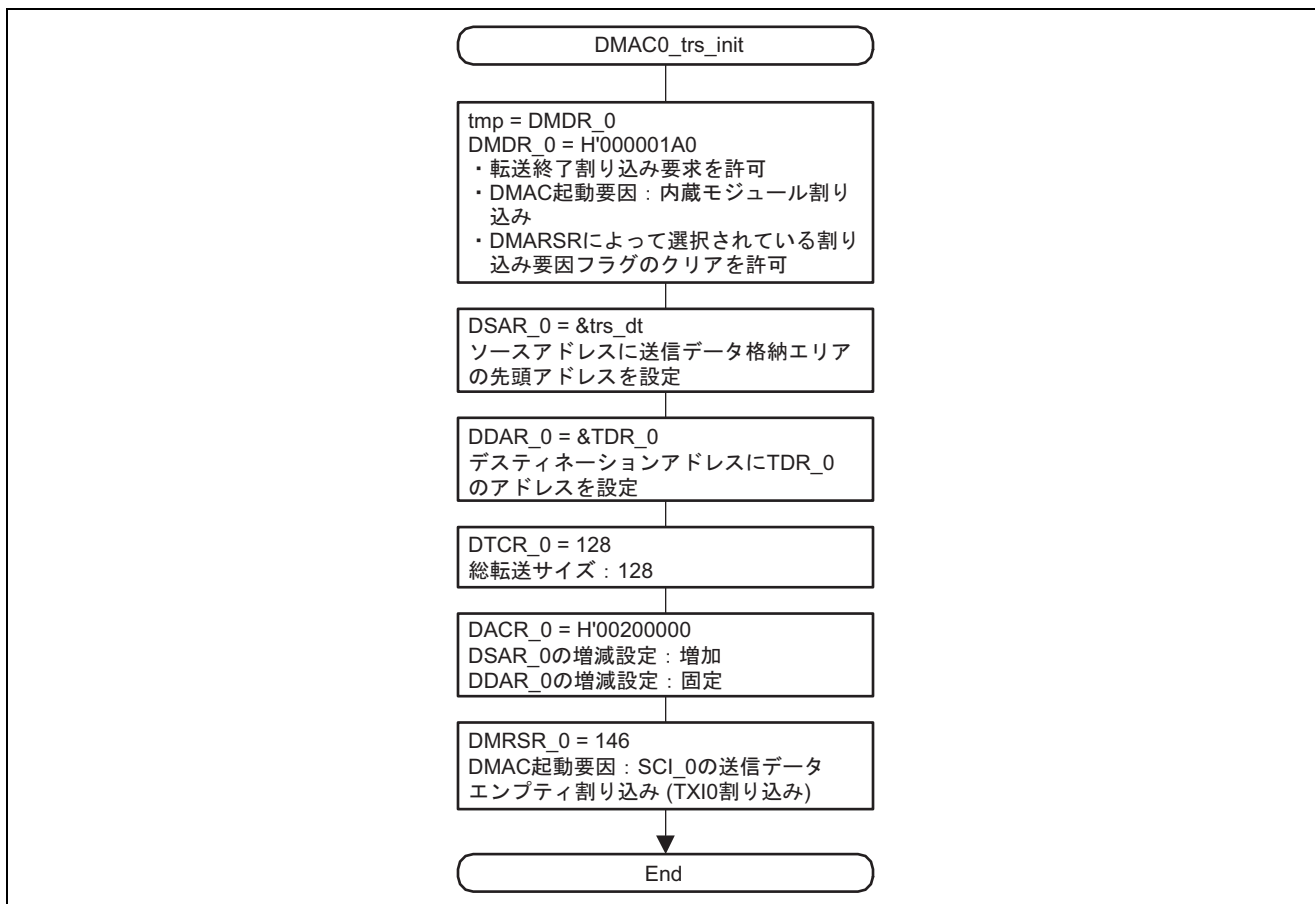 DMAC0_trs_init
tmp = DMDR_0
DMDR_0 = H'000001A0
・転送終了割り込み要求を許可
・DMAC起動要因：内蔵モジュール割り
込み
・DMARSRによって選択されている割り
込み要因フラグのクリアを許可
DSAR_0 = &trs_dt
ソースアドレスに送信データ格納エリア
の先頭アドレスを設定
DDAR_0 = &TDR_0
デスティネーションアドレスにTDR_0
のアドレスを設定
DTCR_0 = 128
総転送サイズ：128
DACR_0 = H'00200000
DSAR_0の増減設定：増加
DDAR_0の増減設定：固定
DMRSR_0 = 146
DMAC起動要因：SCI_0の送信データ
エンプティ割り込み (TXI0割り込み)
End